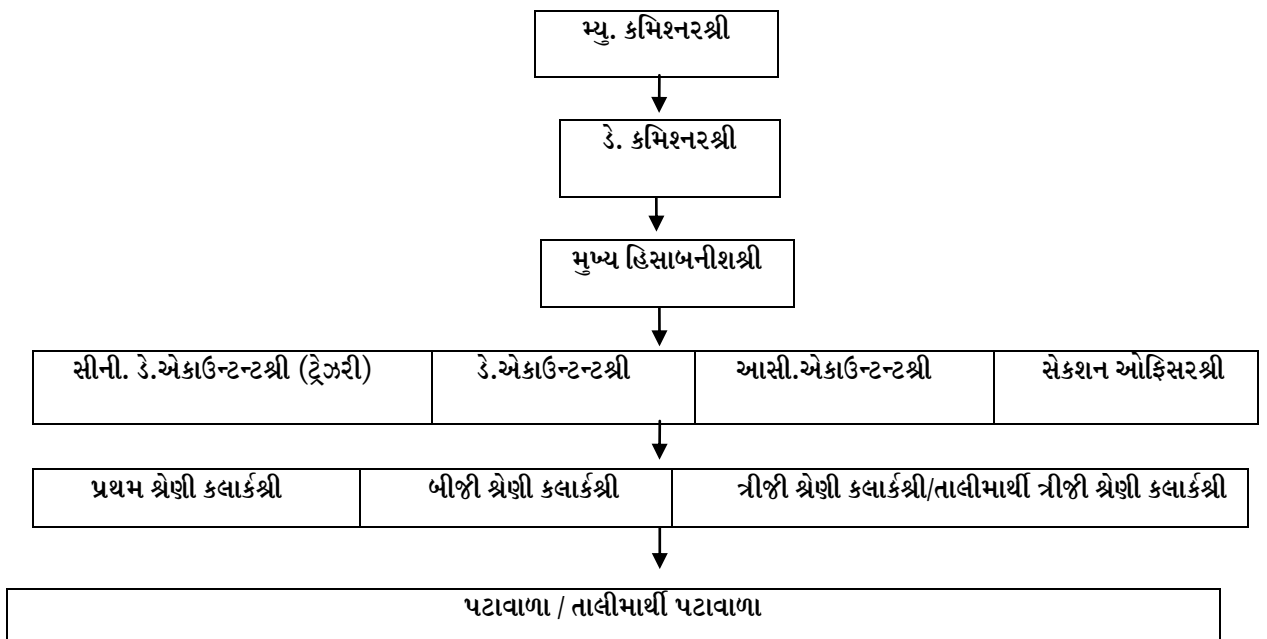 મ્યુ. કમિશ્નરશ્રી
ડે. કમિશ્નરશ્રી
મુખ્ય હિસાબનીશશ્રી
સીની. ડે.એકાઉન્ટન્ટશ્રી (ટ્રેઝરી) ડે.એકાઉન્ટન્ટશ્રી આસી.એકાઉન્ટન્ટશ્રી સેકશન ઓફિસરશ્રી
પ્રથમ શ્રેણી કલાર્કશ્રી બીજી શ્રેણી કલાર્કશ્રી ત્રીજી શ્રેણી કલાર્કશ્રી/તાલીમાર્થી ત્રીજી શ્રેણી કલાર્કશ્રી
પટાવાળા / તાલીમાર્થી પટાવાળા